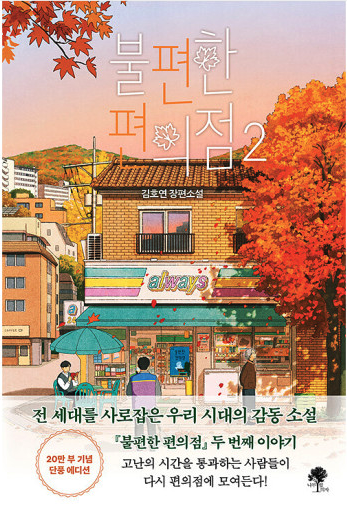 불편한
편의점2
김호연 장편소설
always
전 세대를 사로잡은 우리 시대의 감동 소설
『불편한 편의점』 두 번째 이야기
20만 부 기념
단풍 에디션
고난의 시간을 통과하는 사람들이
다시 편의점에 모여든다!